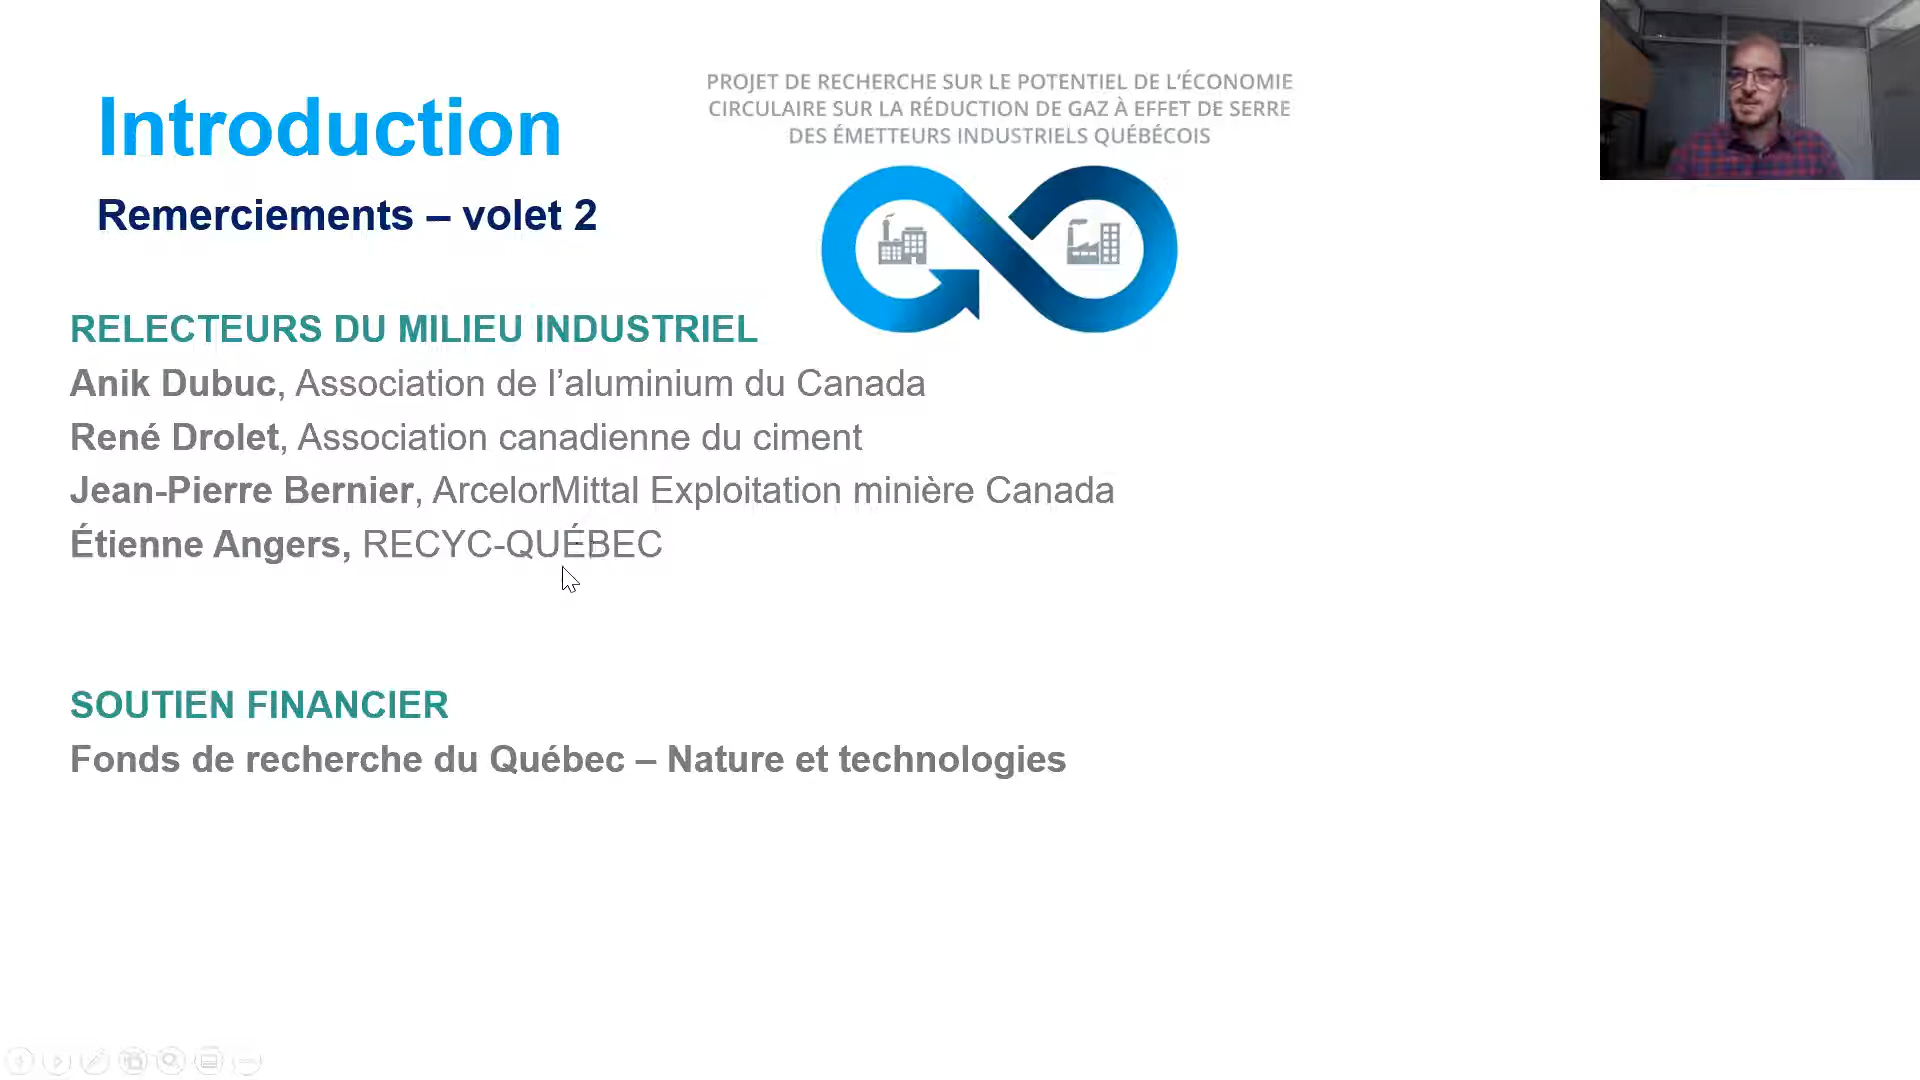 Introduction
Remerciements – volet 2
PROJET DE RECHERCHE SUR LE POTENTIEL DE L'ÉCONOMIE
CIRCULAIRE SUR LA RÉDUCTION DE GAZ À EFFET DE SERRE
DES ÉMETTEURS INDUSTRIELS QUÉBÉCOIS
RELECTEURS DU MILIEU INDUSTRIEL
Anik Dubuc, Association de l’aluminium du Canada
René Drolet, Association canadienne du ciment
Jean-Pierre Bernier, ArcelorMittal Exploitation minière Canada
Étienne Angers, RECYC-QUÉBEC
SOUTIEN FINANCIER
Fonds de recherche du Québec – Nature et technologies